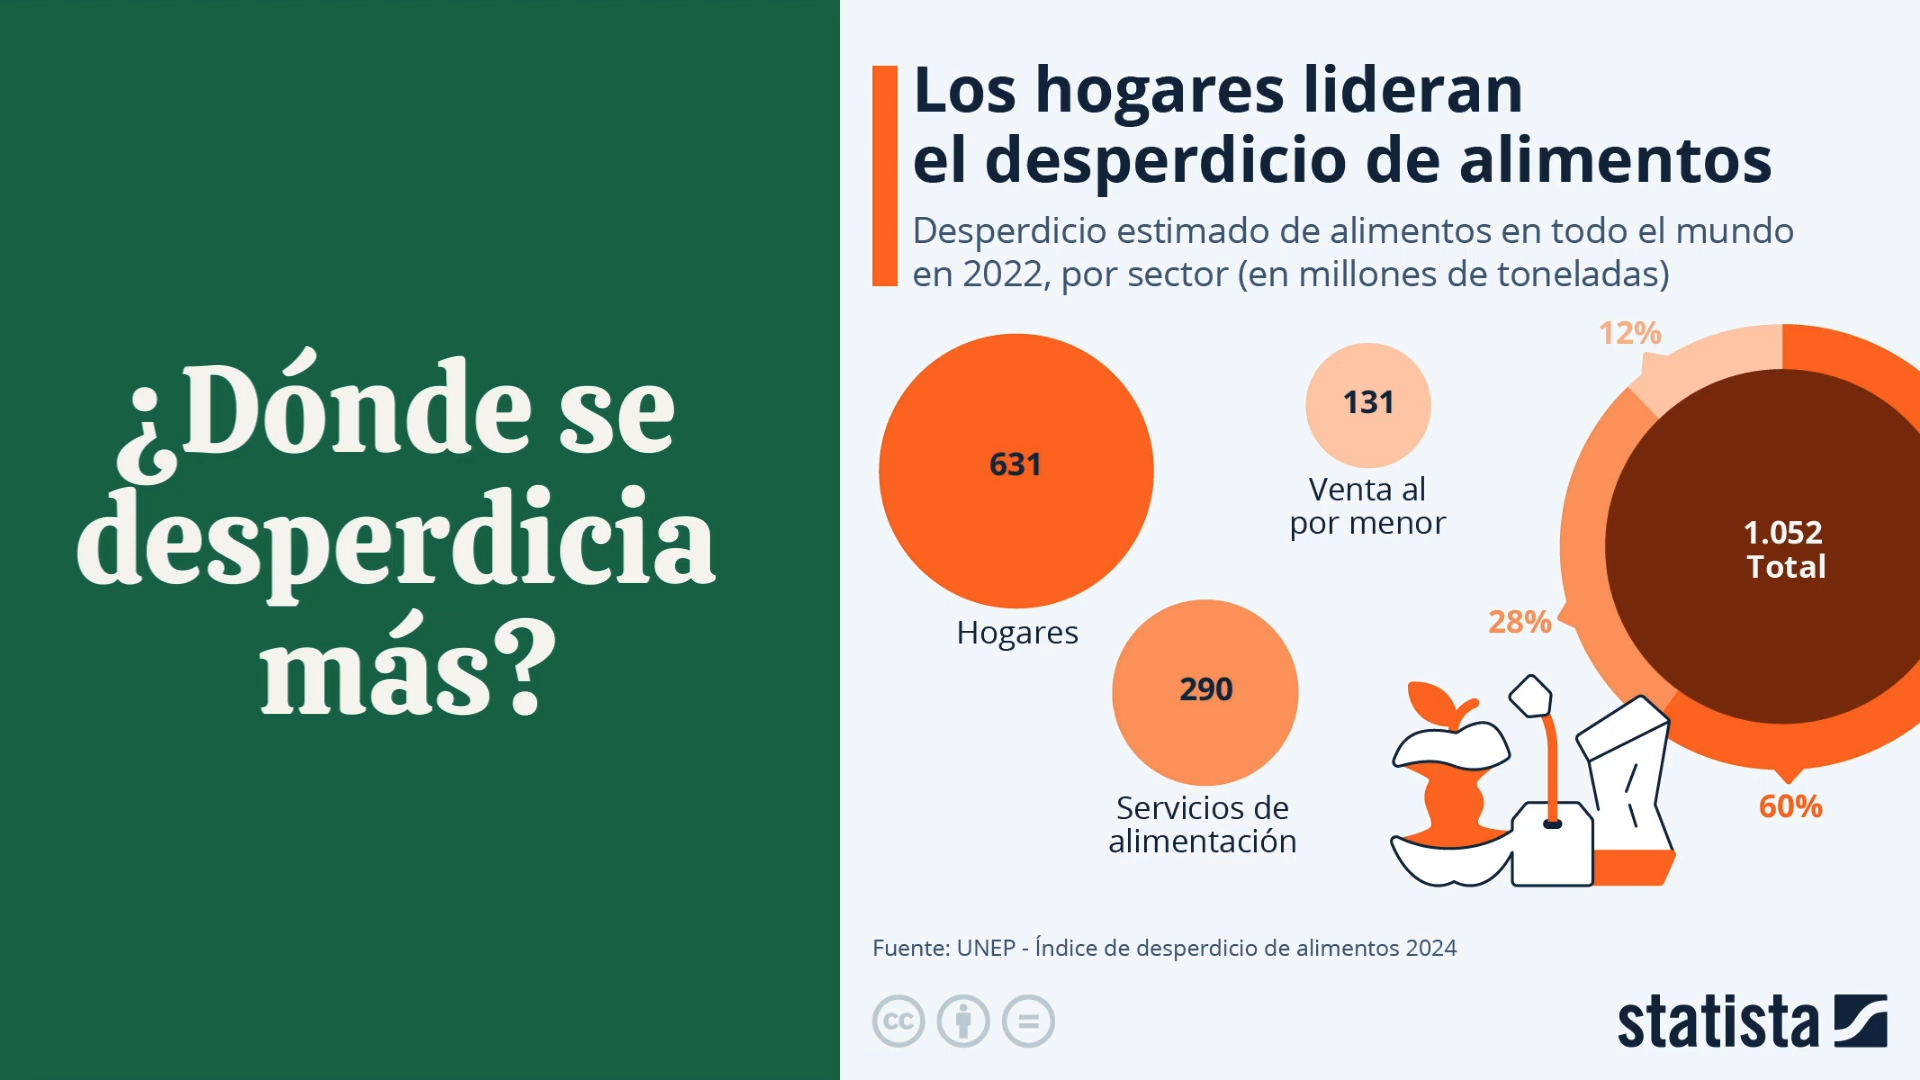 ¿Dónde se
desperdicia
más?
Los hogares lideran
el desperdicio de alimentos
Desperdicio estimado de alimentos en todo el mundo
en 2022, por sector (en millones de toneladas)
631
Hogares
131
Venta al
por menor
290
Servicios de
alimentación
12%
28%
60%
1.052
Total
Fuente: UNEP - Índice de desperdicio de alimentos 2024
cc
statista